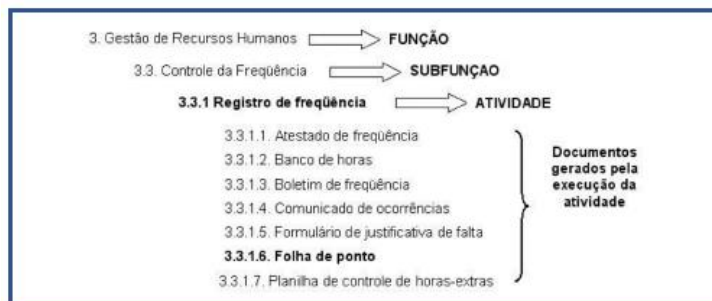 3. Gestão de Recursos Humanos FUNÇÃO
3.3. Controle da Freqüência SUBFUNÇAO
3.3.1 Registro de freqüência ATIVIDADE
3.3.1.1. Atestado de freqüência
3.3.1.2. Banco de horas
3.3.1.3. Boletim de freqüência
3.3.1.4. Comunicado de ocorrências
3.3.1.5. Formulário de justificativa de falta
3.3.1.6. Folha de ponto
3.3.1.7. Planilha de controle de horas-extras
Documentos
gerados pela
execução da
atividade